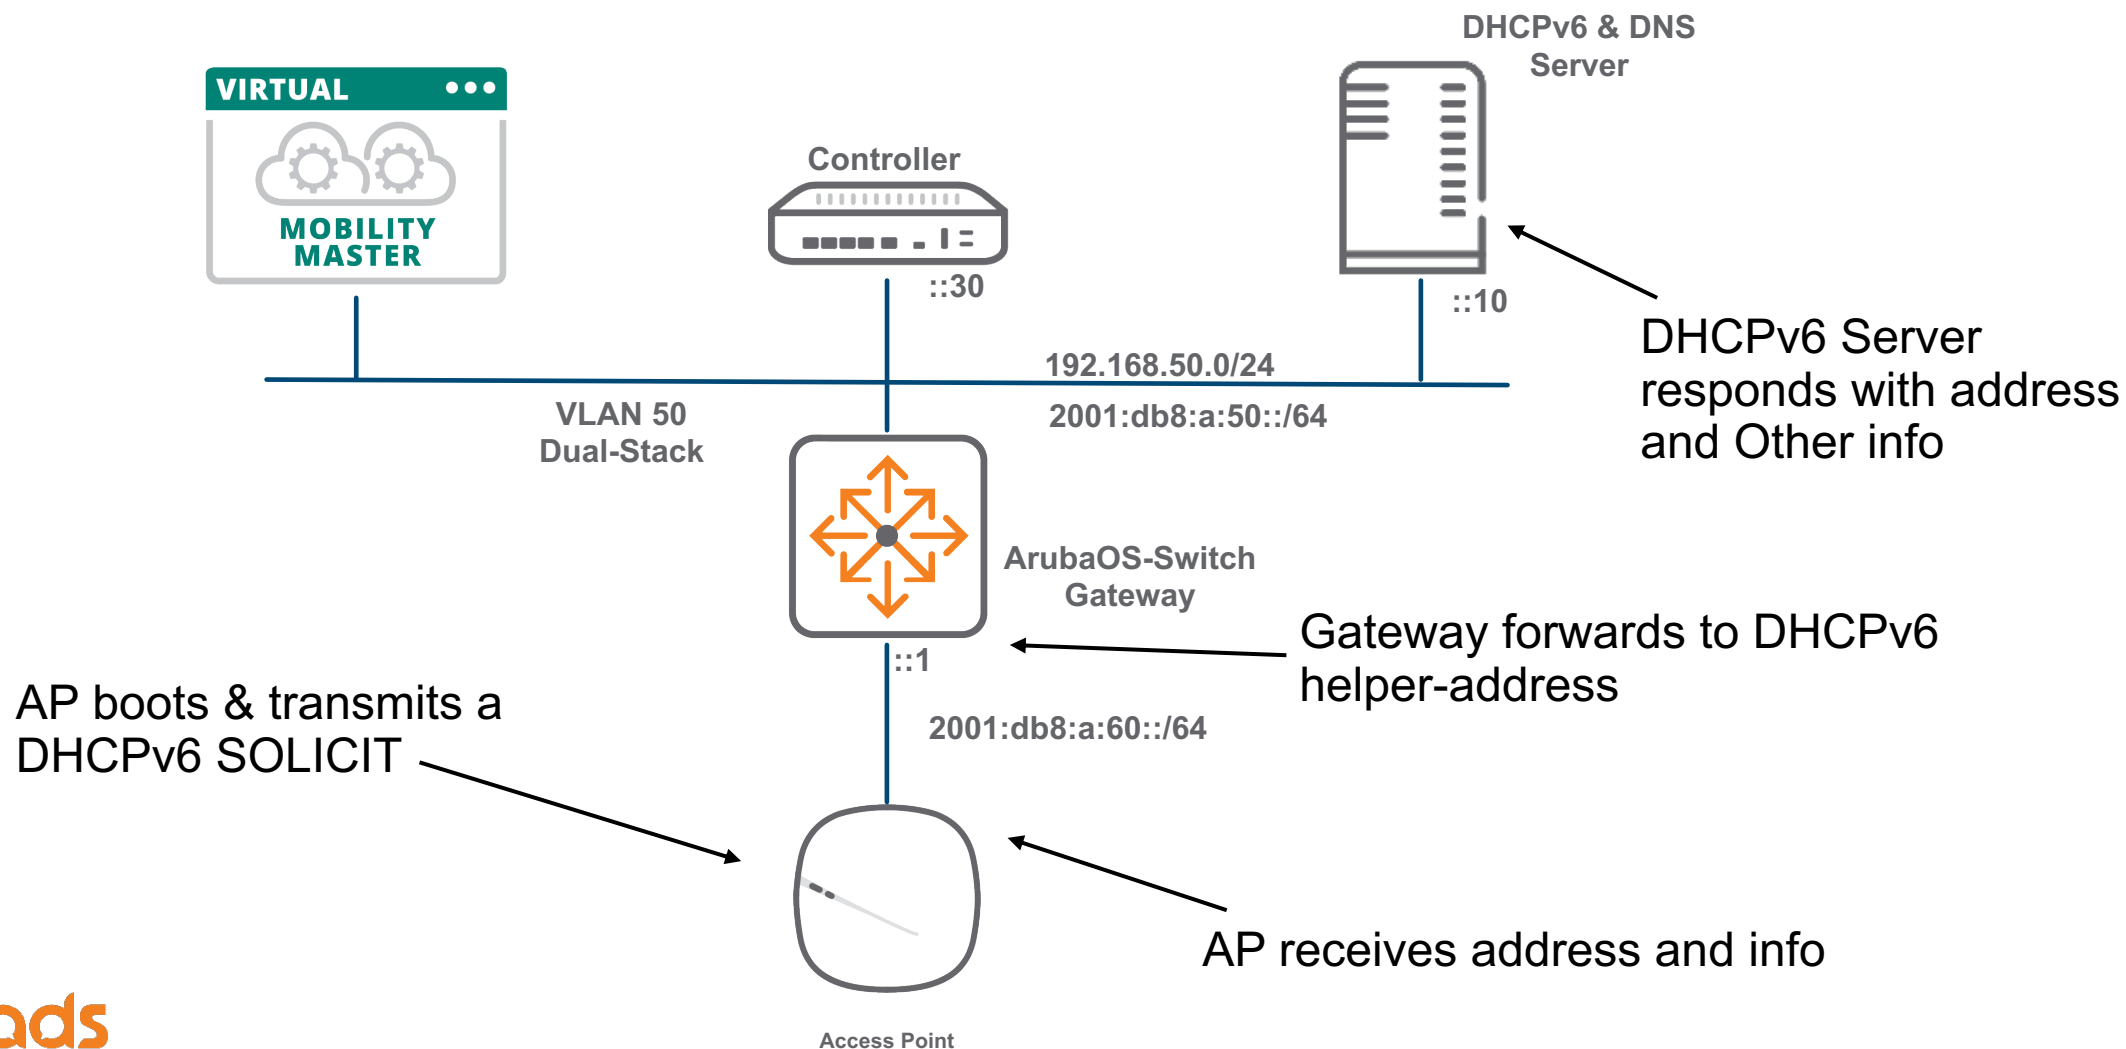 DHCPv6 & DNS
Server
VIRTUAL
MOBILITY
MASTER
Controller
::30
::10
DHCPv6 Server
responds with address
and Other info
192.168.50.0/24
VLAN 50
Dual-Stack
2001:db8:a:50::/64
ArubaOS-Switch
Gateway
Gateway forwards to DHCPv6
helper-address
::1
AP boots & transmits a
DHCPv6 SOLICIT
2001:db8:a:60::/64
AP receives address and info
ads
Access Point